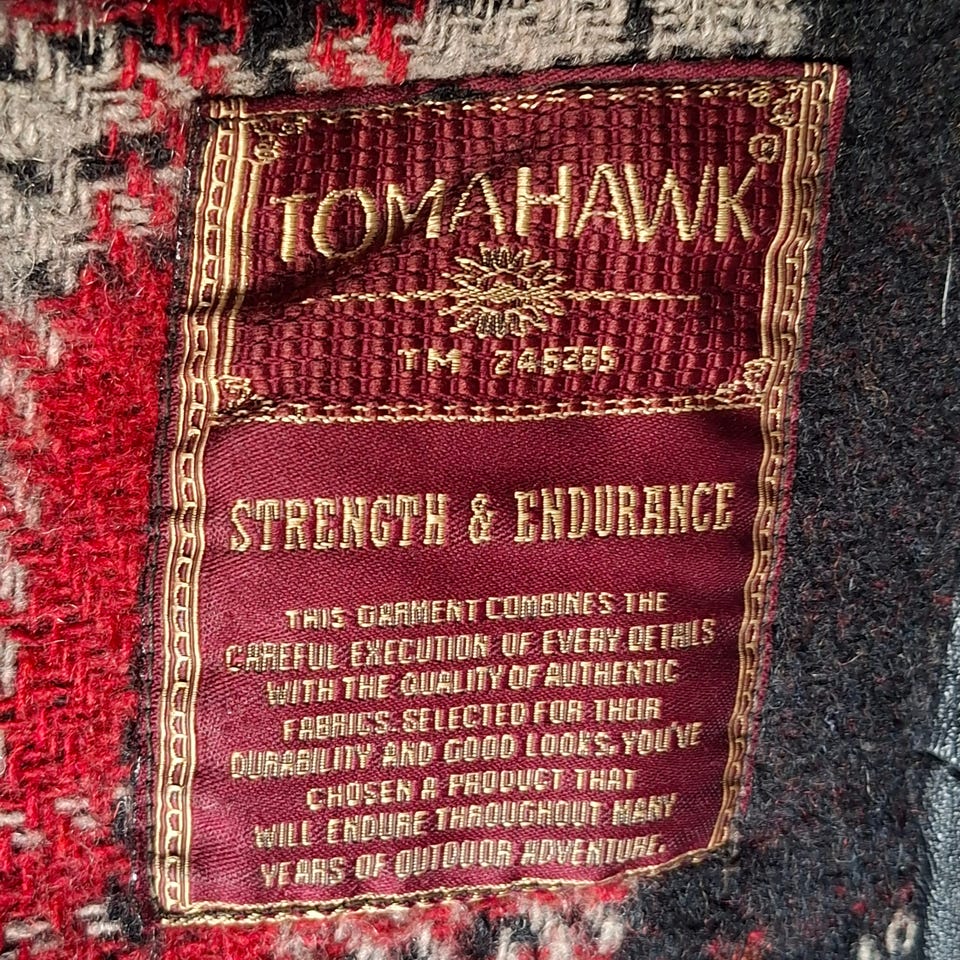 TOMAHAWK
TM 246265
STRENGTH & ENDURANCE
THIS GARMENT COMBINES THE
CAREFUL EXECUTION OF EVERY DETAILS
WITH THE QUALITY OF AUTHENTIC
FABRICS. SELECTED FOR THEIR
DURABILITY AND GOOD LOOKS, YOU'VE
CHOSEN A PRODUCT THAT
WILL ENDURE THROUGHOUT MANY
YEARS OF OUTDOOR ADVENTURE.